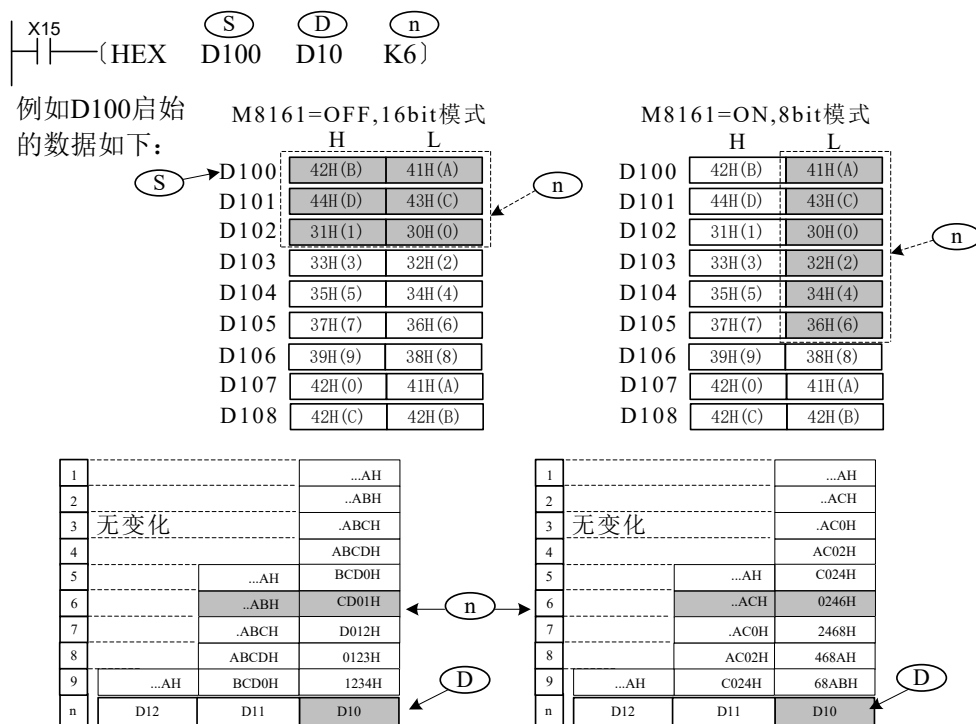 X15 S D n
〔HEX D100 D10 K6〕
例如D100启始
的数据如下：
M8161=OFF,16bit模式
H L
S D100 42H(B) 41H(A)
D101 44H(D) 43H(C) n
D102 31H(1) 30H(0)
D103 33H(3) 32H(2)
D104 35H(5) 34H(4)
D105 37H(7) 36H(6)
D106 39H(9) 38H(8)
D107 42H(0) 41H(A)
D108 42H(C) 42H(B)
M8161=ON,8bit模式
H L
D100 42H(B) 41H(A)
D101 44H(D) 43H(C)
D102 31H(1) 30H(0) n
D103 33H(3) 32H(2)
D104 35H(5) 34H(4)
D105 37H(7) 36H(6)
D106 39H(9) 38H(8)
D107 42H(0) 41H(A)
D108 42H(C) 42H(B)
1 ...AH
2 ..ABH
3 无变化 .ABCH
4 ABCDH
5 ...AH BCD0H
6 ..ABH CD01H n
7 .ABCH D012H
8 ABCDH 0123H
9 ...AH BCD0H 1234H D
n D12 D11 D10
1 ...AH
2 ..ACH
3 无变化 .AC0H
4 AC02H
5 ...AH C024H
6 ..ACH 0246H
7 .AC0H 2468H
8 AC02H 468AH
9 ...AH C024H 68ABH D
n D12 D11 D10